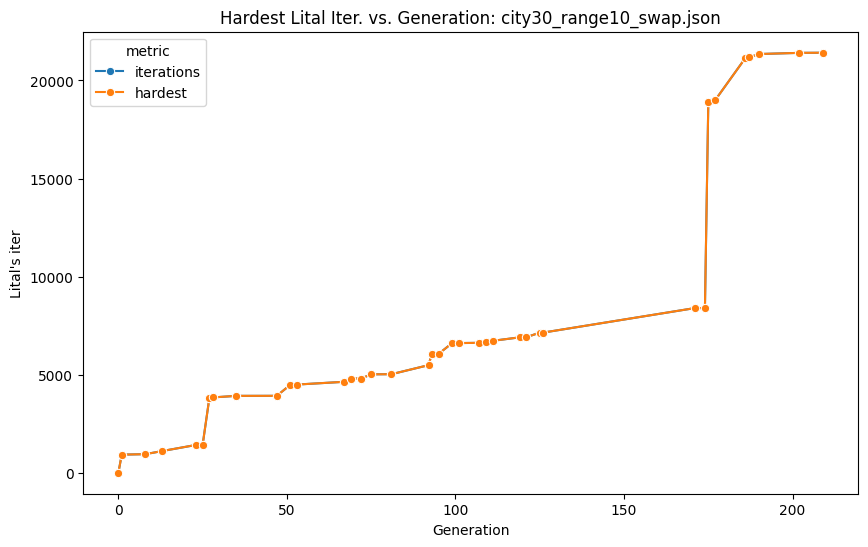 Hardest Lital Iter. vs. Generation: city30_range10_swap.json
metric
iterations
hardest
20000
15000
10000
5000
0
Lital's iter
0 50 100 150 200
Generation